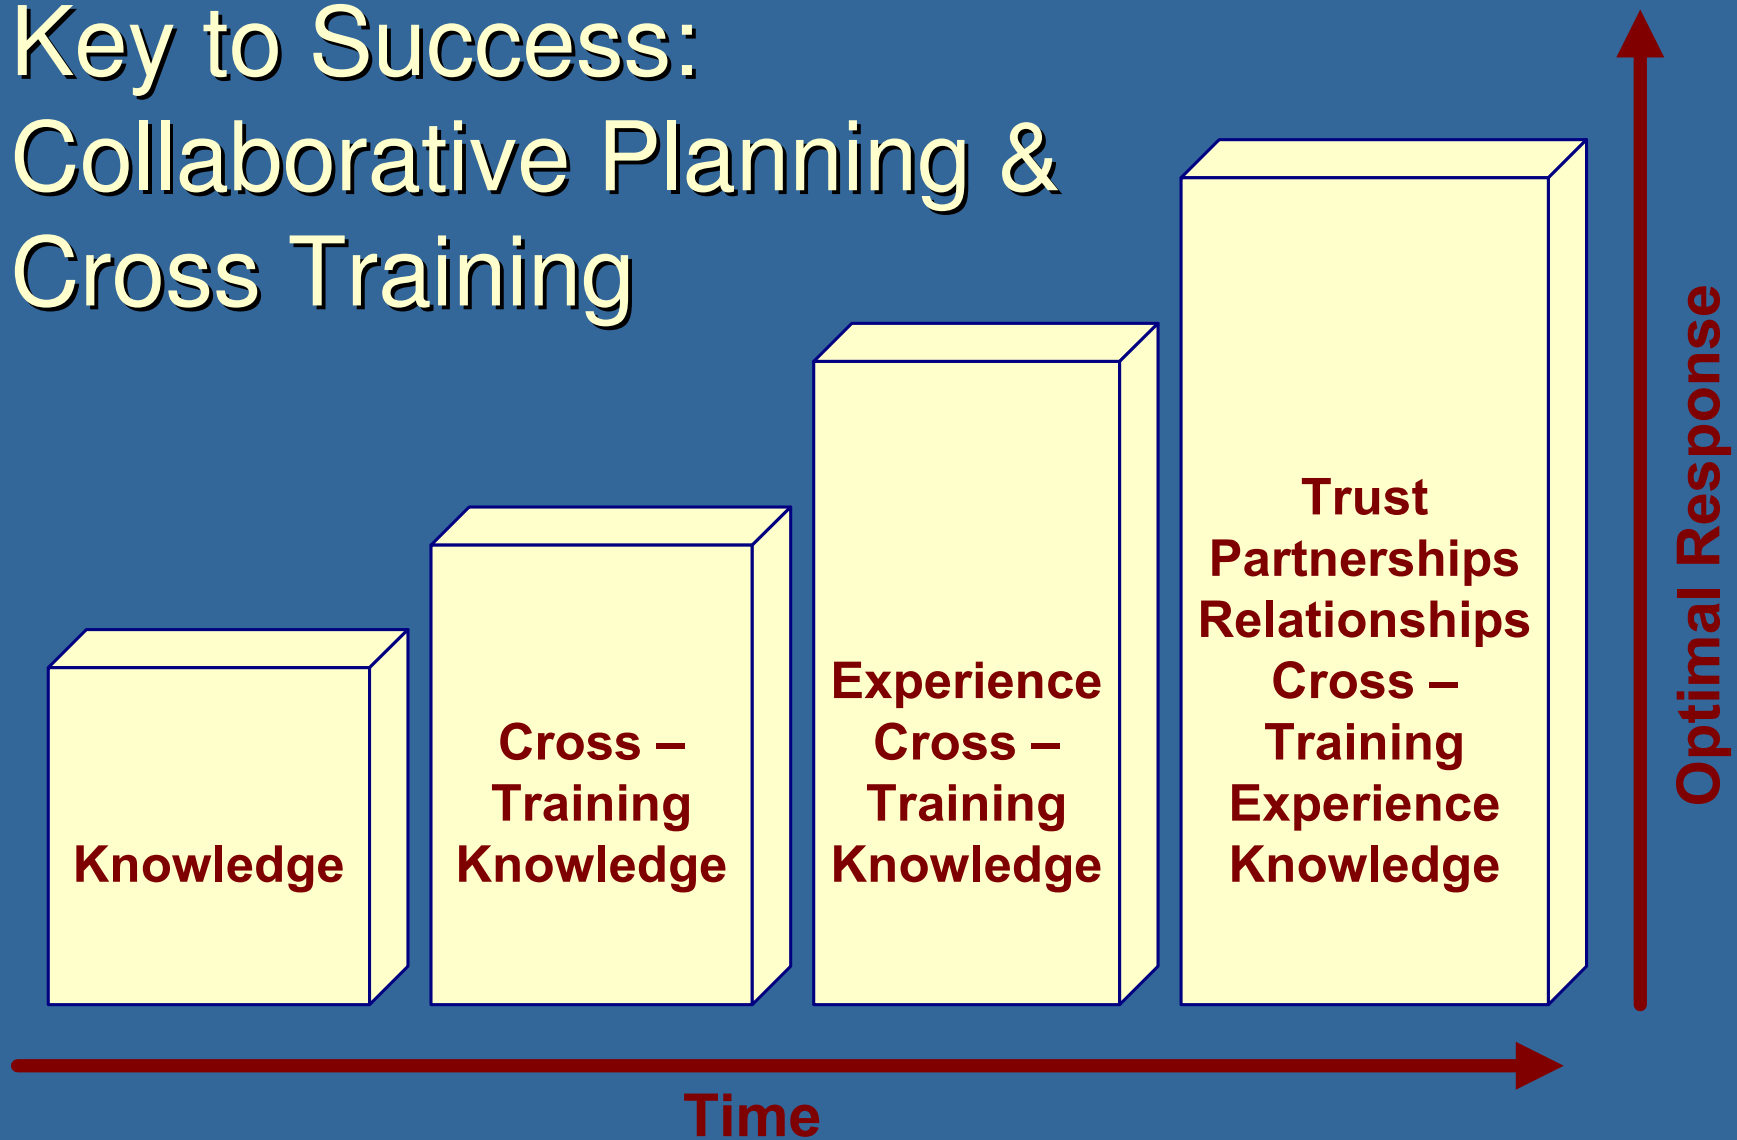 Key to Success:
Collaborative Planning &
Cross Training
Knowledge
Cross –
Training
Knowledge
Experience
Cross –
Training
Knowledge
Trust
Partnerships
Relationships
Cross –
Training
Experience
Knowledge
Optimal Response
Time